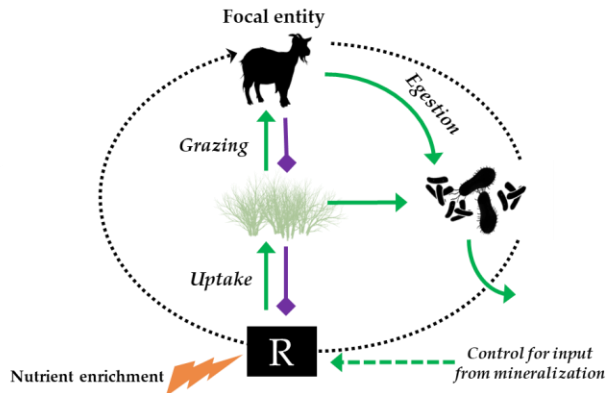 Focal entity
Egestion
Grazing
Uptake
R
Nutrient enrichment
Control for input
from mineralization